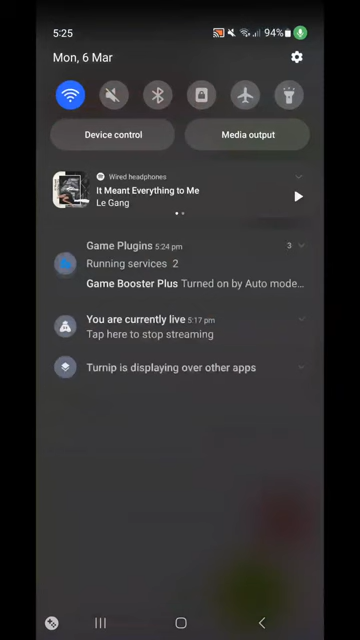 5:25
94%
Mon, 6 Mar
Device control
Media output
Wired headphones
It Meant Everything to Me
Le Gang
Game Plugins 5:24 pm
3
Running services 2
Game Booster Plus Turned on by Auto mode...
You are currently live 5:17 pm
Tap here to stop streaming
Turnip is displaying over other apps